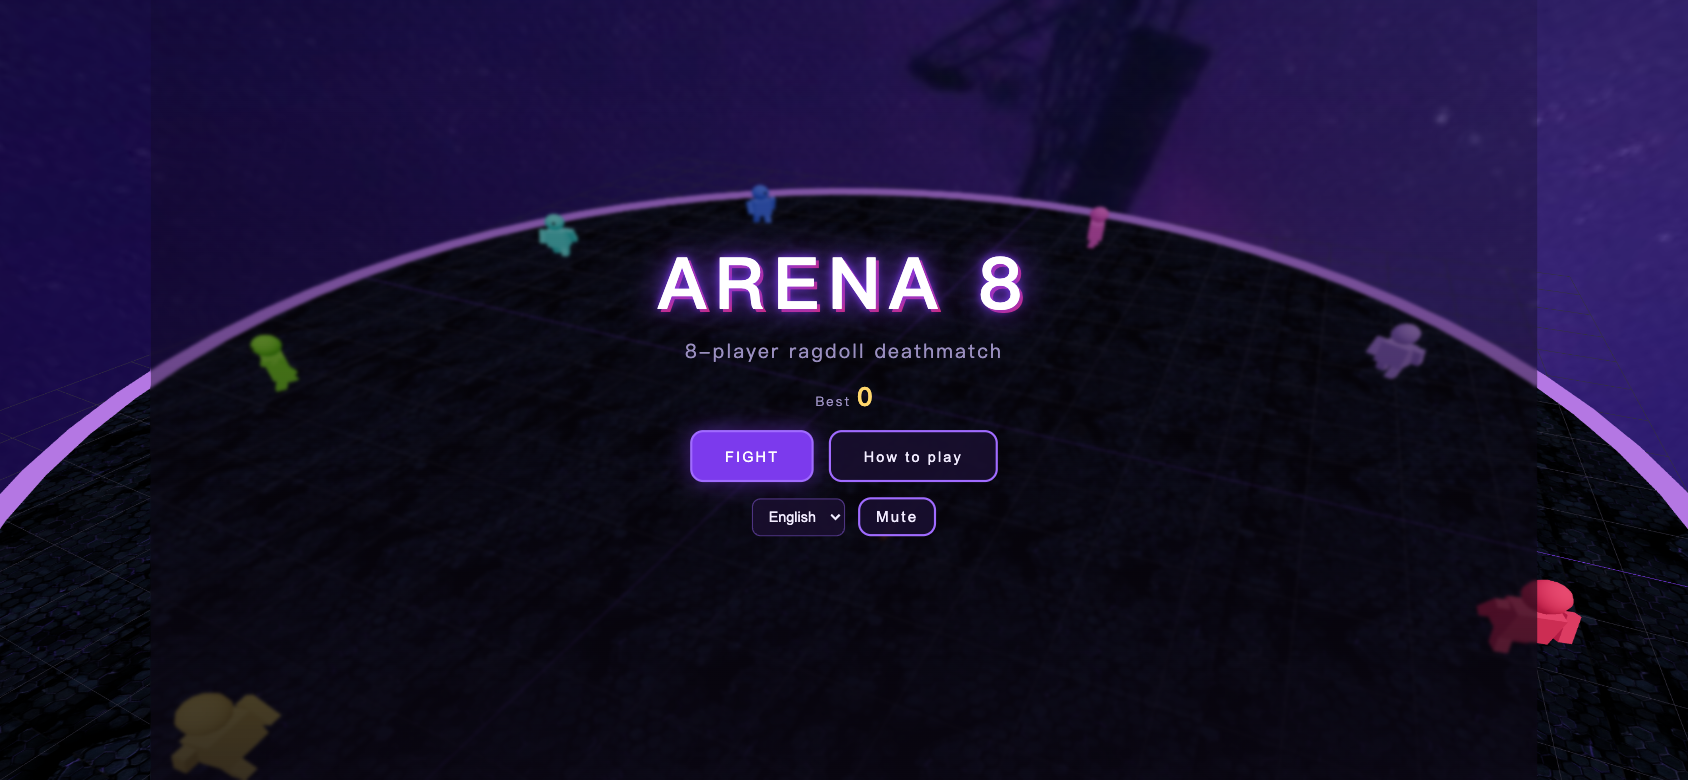 ARENA 8
8-player ragdoll deathmatch
Best 0
FIGHT How to play
English Mute